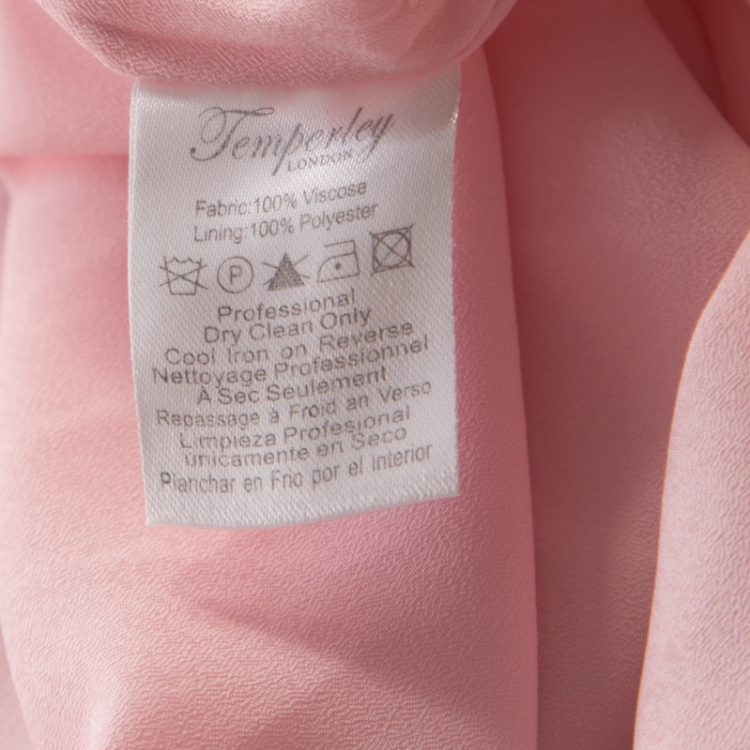 Temperley
LONDON
Fabric:100% Viscose
Lining:100% Polyester
P
Professional
Dry Clean Only
Cool Iron on Reverse
Nettoyage Professionnel
À Sec Seulement
Repassage à Froid an Verso
Limpieza Profesional
únicamente en Seco
Planchar en Frio por el interior